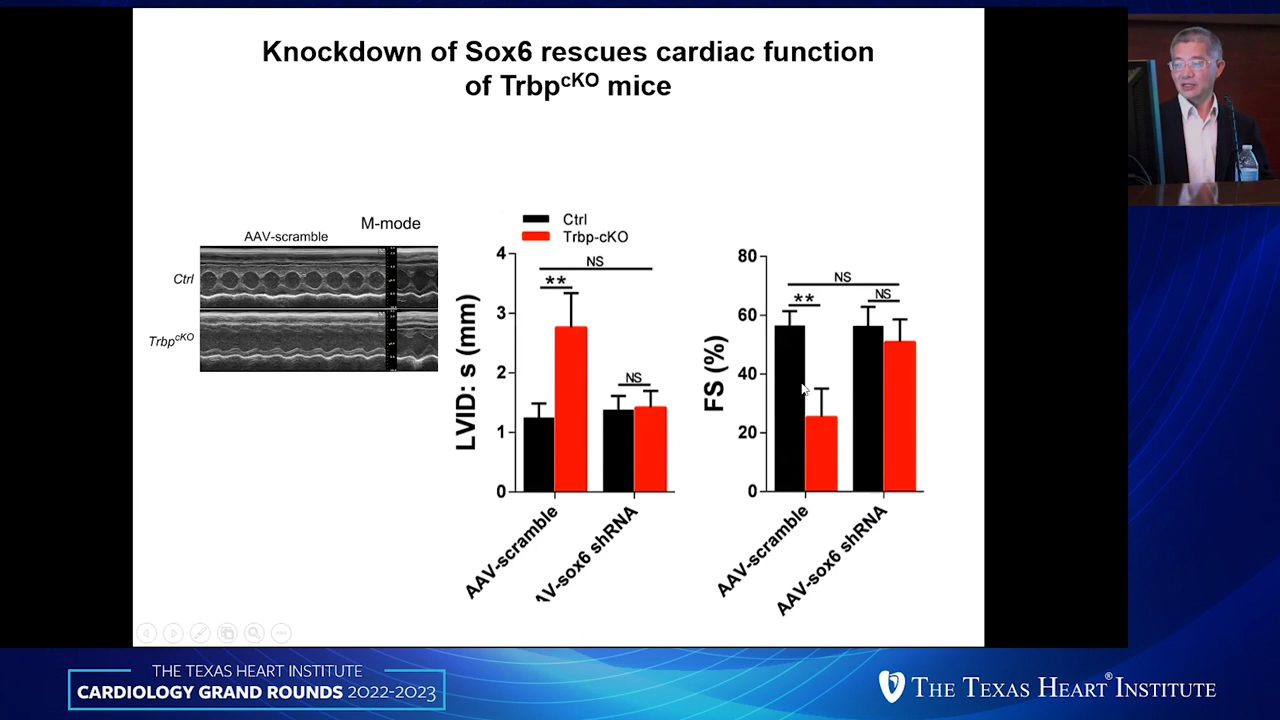 Knockdown of Sox6 rescues cardiac function
of TrbpcKO mice
M-mode
AAV-scramble
Ctrl
TrbpcKO
Ctrl
Trbp-cKO
LVID: s (mm)
4
3
2
1
0
NS
**
NS
AAV-scramble
AV-sox6 shRNA
FS (%)
80
60
40
20
0
NS
**
NS
AAV-scramble
AAV-sox6 shRNA
THE TEXAS HEART INSTITUTE
CARDIOLOGY GRAND ROUNDS 2022-2023
THE TEXAS HEART® INSTITUTE